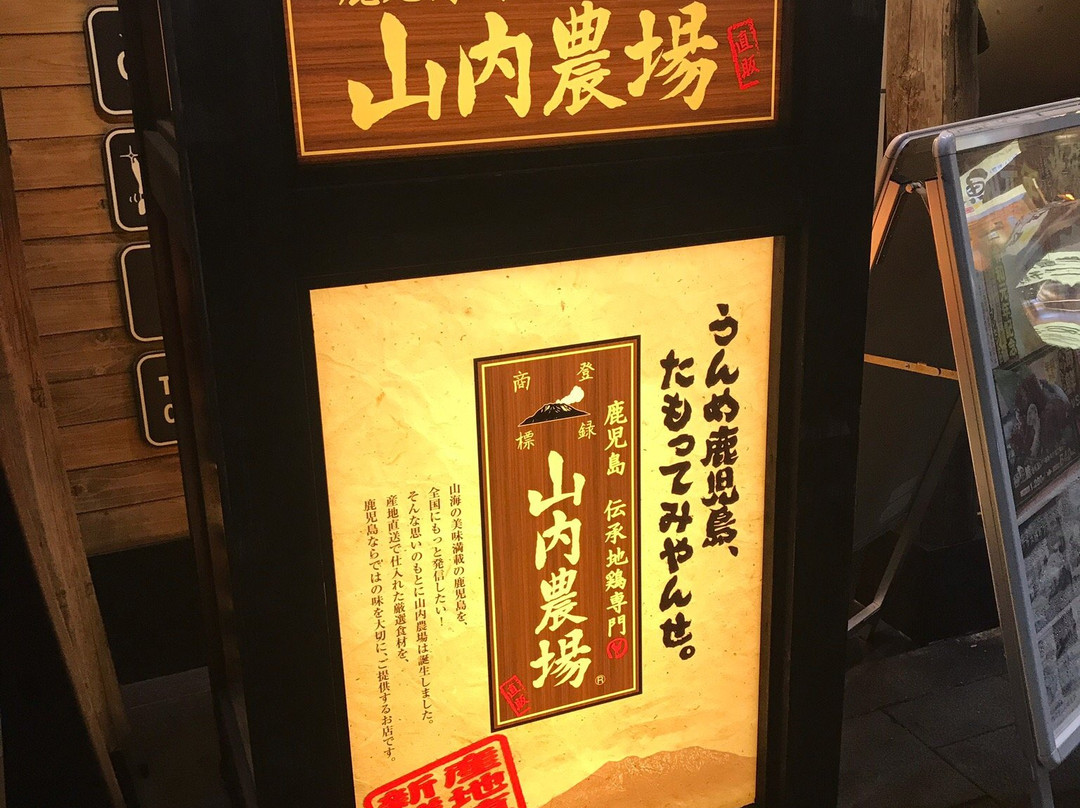 山内農場
直販
うんめ鹿児島、
たもってみやんせ。
登録
商標
鹿児島 伝承地鶏専門
山内農場
直販
®
山海の美味満載の鹿児島を、
全国にもっと発信したい！
そんな思いのもとに山内農場は誕生しました。
産地直送で仕入れた厳選食材を、
鹿児島ならではの味を大切に、ご提供するお店です。
産地